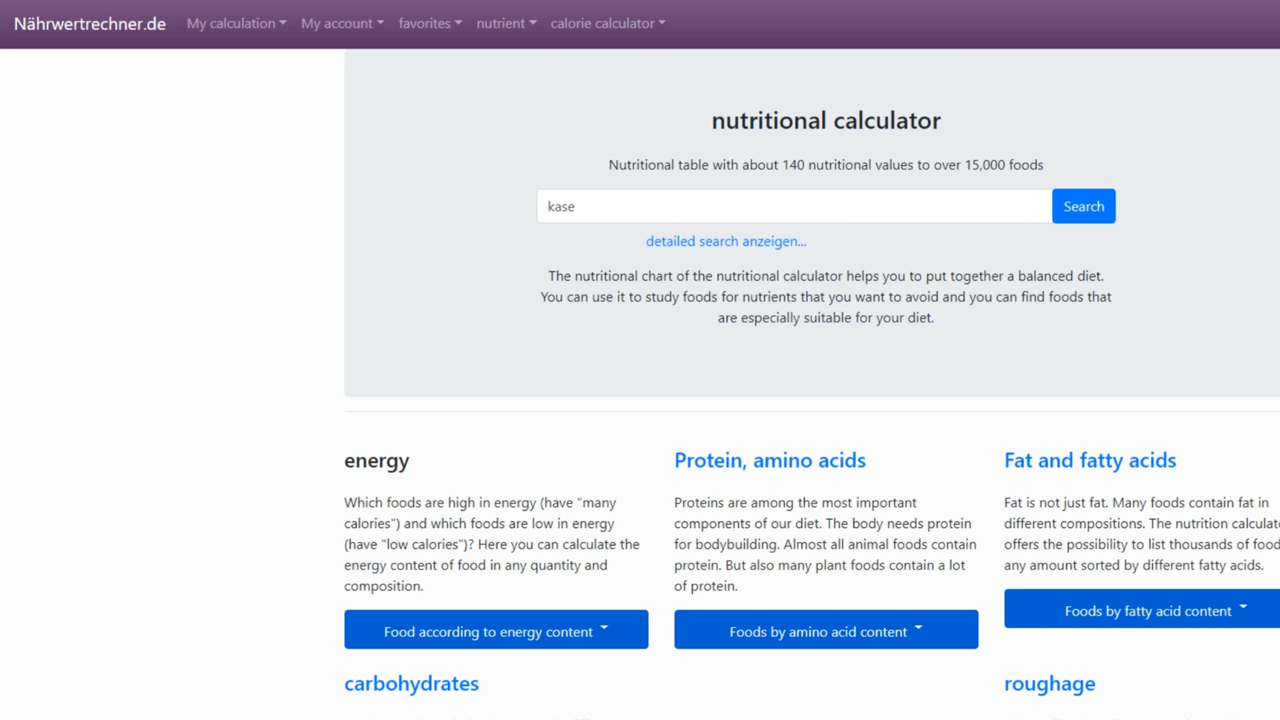 Nährwertrechner.de My calculation My account favorites nutrient calorie calculator
nutritional calculator
Nutritional table with about 140 nutritional values to over 15,000 foods
kase Search
detailed search anzeigen...
The nutritional chart of the nutritional calculator helps you to put together a balanced diet.
You can use it to study foods for nutrients that you want to avoid and you can find foods that
are especially suitable for your diet.
energy
Which foods are high in energy (have "many
calories") and which foods are low in energy
(have "low calories")? Here you can calculate the
energy content of food in any quantity and
composition.
Food according to energy content
Protein, amino acids
Proteins are among the most important
components of our diet. The body needs protein
for bodybuilding. Almost all animal foods contain
protein. But also many plant foods contain a lot
of protein.
Foods by amino acid content
Fat and fatty acids
Fat is not just fat. Many foods contain fat in
different compositions. The nutrition calculat
offers the possibility to list thousands of food
any amount sorted by different fatty acids.
Foods by fatty acid content
carbohydrates
roughage